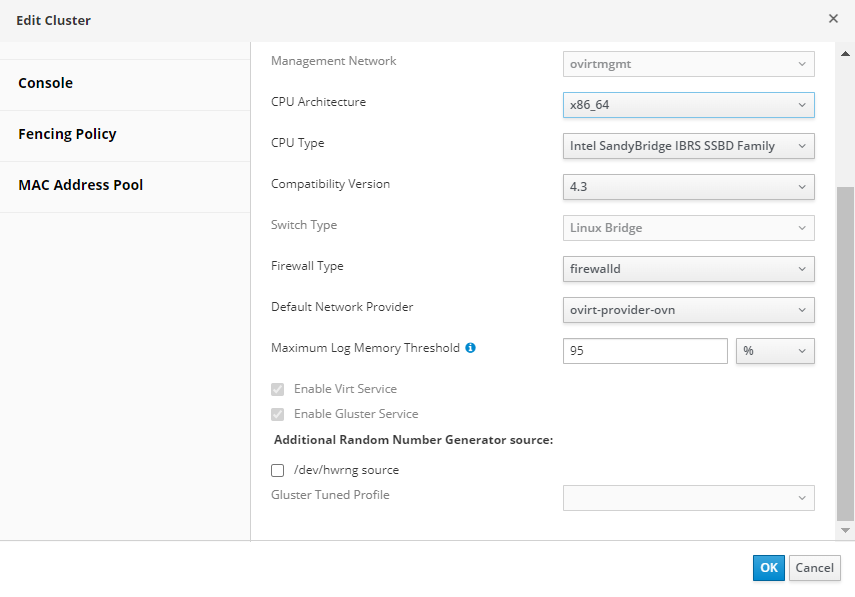 Edit Cluster
Console
Fencing Policy
MAC Address Pool
Management Network ovirtmgmt
CPU Architecture x86_64
CPU Type Intel SandyBridge IBRS SSBD Family
Compatibility Version 4.3
Switch Type Linux Bridge
Firewall Type firewalld
Default Network Provider ovirt-provider-ovn
Maximum Log Memory Threshold 95 %
Enable Virt Service
Enable Gluster Service
Additional Random Number Generator source:
/dev/hwrng source
Gluster Tuned Profile
OK Cancel